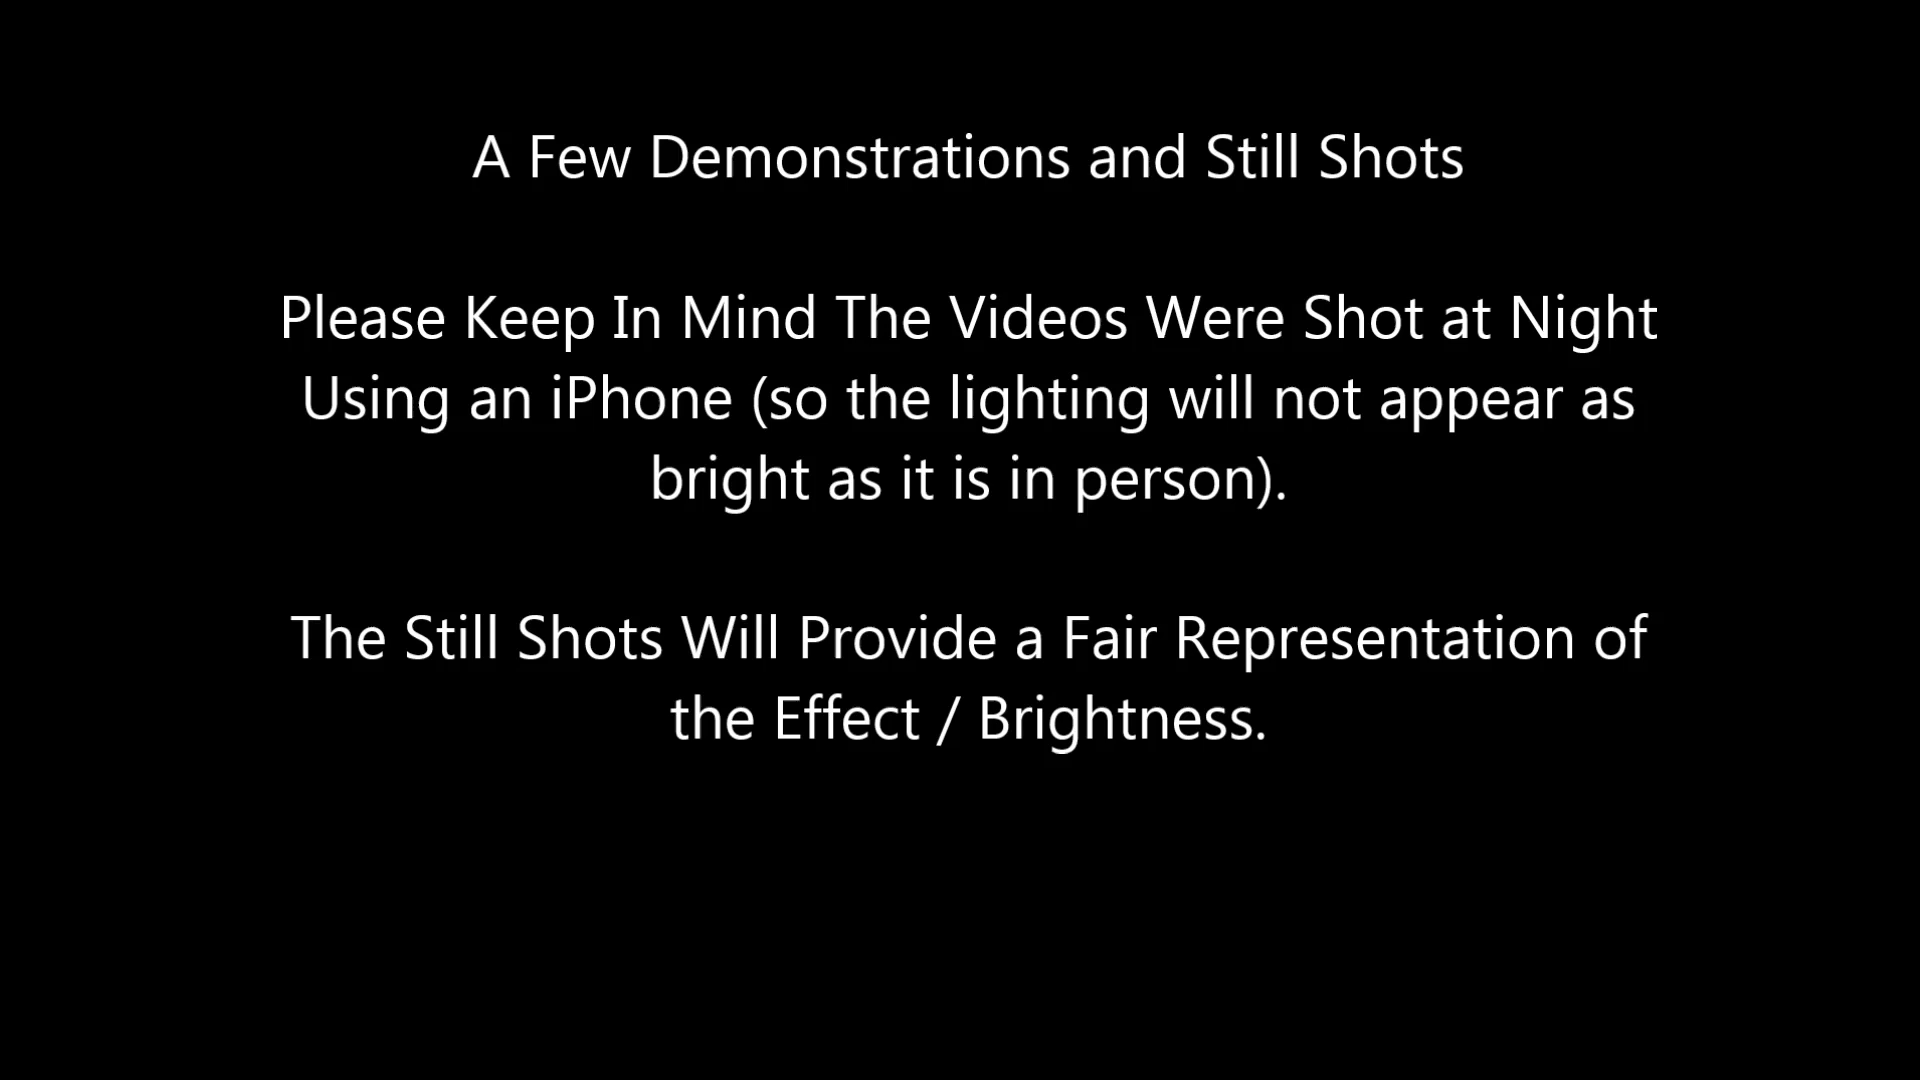 A Few Demonstrations and Still Shots
Please Keep In Mind The Videos Were Shot at Night
Using an iPhone (so the lighting will not appear as
bright as it is in person).
The Still Shots Will Provide a Fair Representation of
the Effect / Brightness.